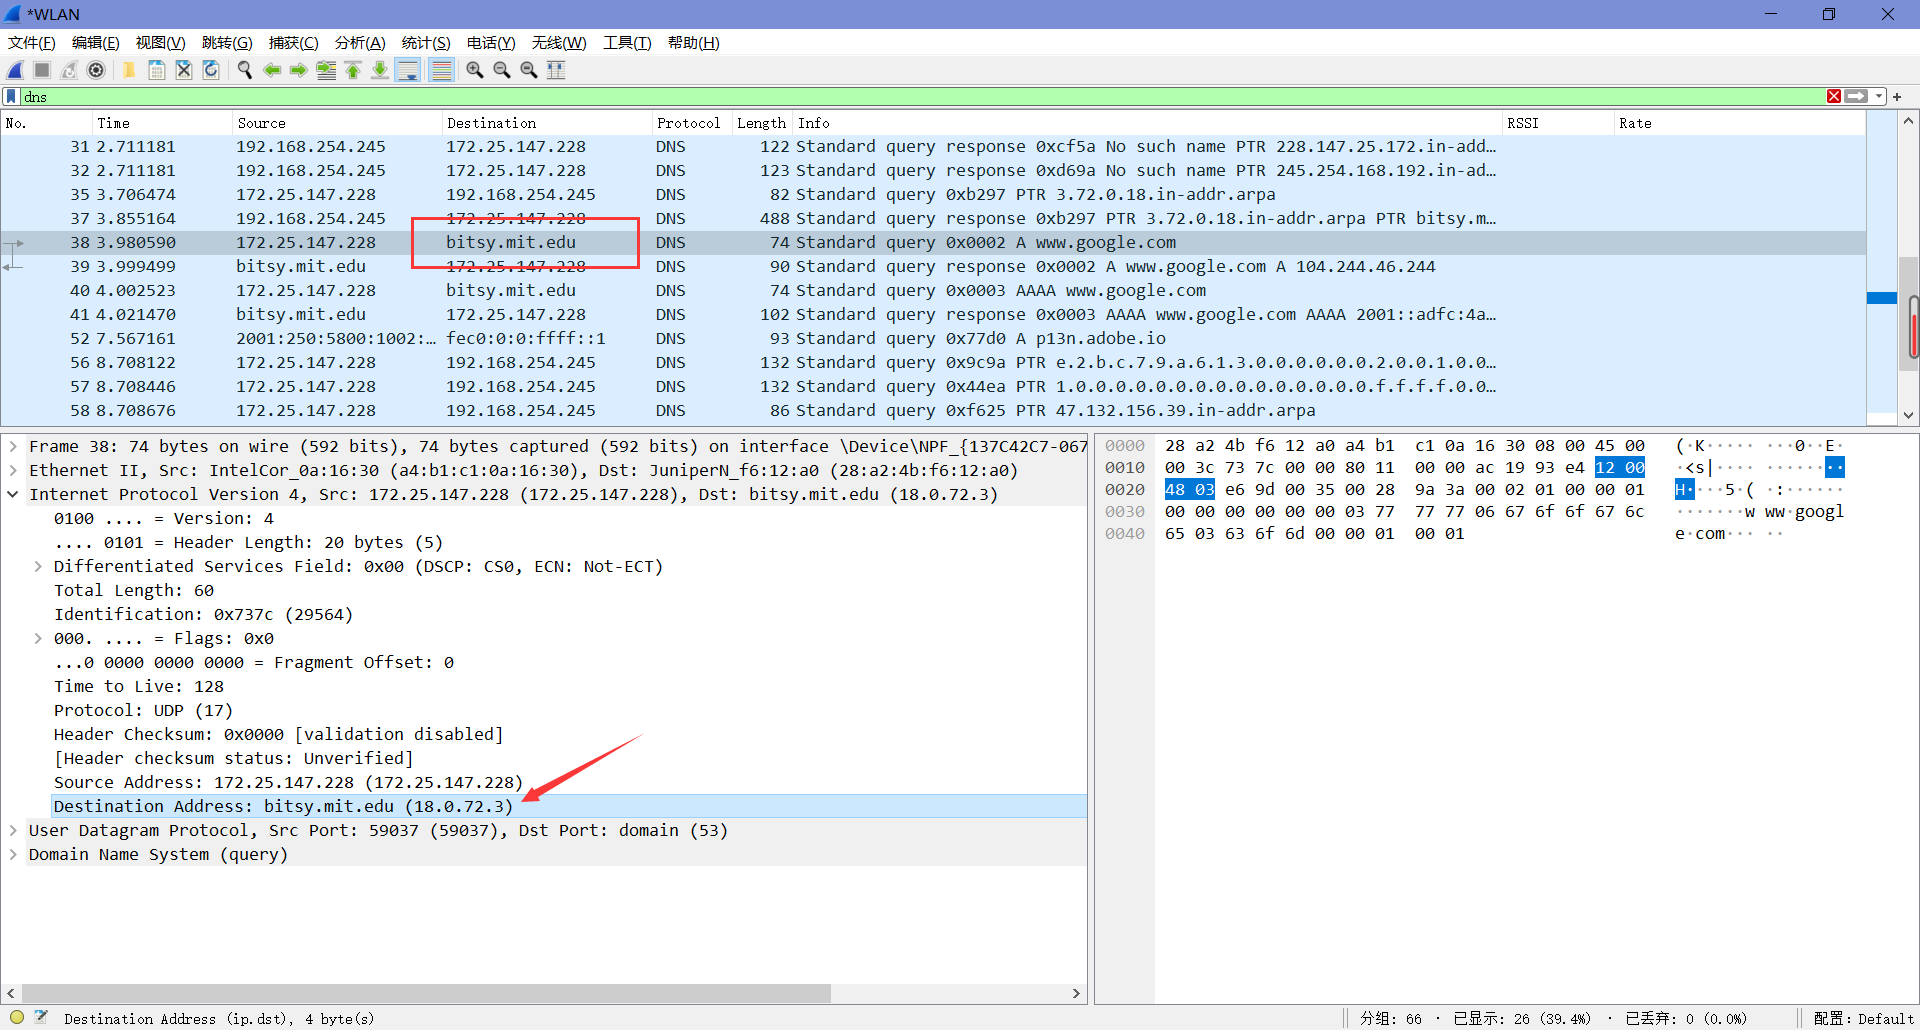 *WLAN
文件(F) 编辑(E) 视图(V) 跳转(G) 捕获(C) 分析(A) 统计(S) 电话(Y) 无线(W) 工具(T) 帮助(H)
dns
No. Time Source Destination Protocol Length Info RSSI Rate
31 2.711181 192.168.254.245 172.25.147.228 DNS 122 Standard query response 0xcf5a No such name PTR 228.147.25.172.in-add…
32 2.711181 192.168.254.245 172.25.147.228 DNS 123 Standard query response 0xd69a No such name PTR 245.254.168.192.in-ad…
35 3.706474 172.25.147.228 192.168.254.245 DNS 82 Standard query 0xb297 PTR 3.72.0.18.in-addr.arpa
37 3.855164 192.168.254.245 172.25.147.228 DNS 488 Standard query response 0xb297 PTR 3.72.0.18.in-addr.arpa PTR bitsy.m…
38 3.980590 172.25.147.228 bitsy.mit.edu DNS 74 Standard query 0x0002 A www.google.com
39 3.999499 bitsy.mit.edu 172.25.147.228 DNS 90 Standard query response 0x0002 A www.google.com A 104.244.46.244
40 4.002523 172.25.147.228 bitsy.mit.edu DNS 74 Standard query 0x0003 AAAA www.google.com
41 4.021470 bitsy.mit.edu 172.25.147.228 DNS 102 Standard query response 0x0003 AAAA www.google.com AAAA 2001::adfc:4a…
52 7.567161 2001:250:5800:1002:… fec0:0:0:ffff::1 DNS 93 Standard query 0x77d0 A p13n.adobe.io
56 8.708122 172.25.147.228 192.168.254.245 DNS 132 Standard query 0x9c9a PTR e.2.b.c.7.9.a.6.1.3.0.0.0.0.0.0.2.0.0.1.0.0…
57 8.708446 172.25.147.228 192.168.254.245 DNS 132 Standard query 0x44ea PTR 1.0.0.0.0.0.0.0.0.0.0.0.0.0.0.0.f.f.f.f.0.0…
58 8.708676 172.25.147.228 192.168.254.245 DNS 86 Standard query 0xf625 PTR 47.132.156.39.in-addr.arpa
Frame 38: 74 bytes on wire (592 bits), 74 bytes captured (592 bits) on interface \Device\NPF_{137C42C7-067
Ethernet II, Src: IntelCor_0a:16:30 (a4:b1:c1:0a:16:30), Dst: JuniperN_f6:12:a0 (28:a2:4b:f6:12:a0)
Internet Protocol Version 4, Src: 172.25.147.228 (172.25.147.228), Dst: bitsy.mit.edu (18.0.72.3)
0100 .... = Version: 4
.... 0101 = Header Length: 20 bytes (5)
Differentiated Services Field: 0x00 (DSCP: CS0, ECN: Not-ECT)
Total Length: 60
Identification: 0x737c (29564)
000. .... = Flags: 0x0
...0 0000 0000 0000 = Fragment Offset: 0
Time to Live: 128
Protocol: UDP (17)
Header Checksum: 0x0000 [validation disabled]
[Header checksum status: Unverified]
Source Address: 172.25.147.228 (172.25.147.228)
Destination Address: bitsy.mit.edu (18.0.72.3)
User Datagram Protocol, Src Port: 59037 (59037), Dst Port: domain (53)
Domain Name System (query)
0000 28 a2 4b f6 12 a0 a4 b1 c1 0a 16 30 08 00 45 00 (·K····· ···0··E·
0010 00 3c 73 7c 00 00 80 11 00 00 ac 19 93 e4 12 00 ·<s|···· ········
0020 48 03 e6 9d 00 35 00 28 9a 3a 00 02 01 00 00 01 H····5·( ·:······
0030 00 00 00 00 00 00 03 77 77 77 06 67 6f 6f 67 6c ·······w ww·googl
0040 65 03 63 6f 6d 00 00 01 00 01 e·com··· ··
Destination Address (ip.dst), 4 byte(s)
分组: 66 · 已显示: 26 (39.4%) · 已丢弃: 0 (0.0%)
配置: Default